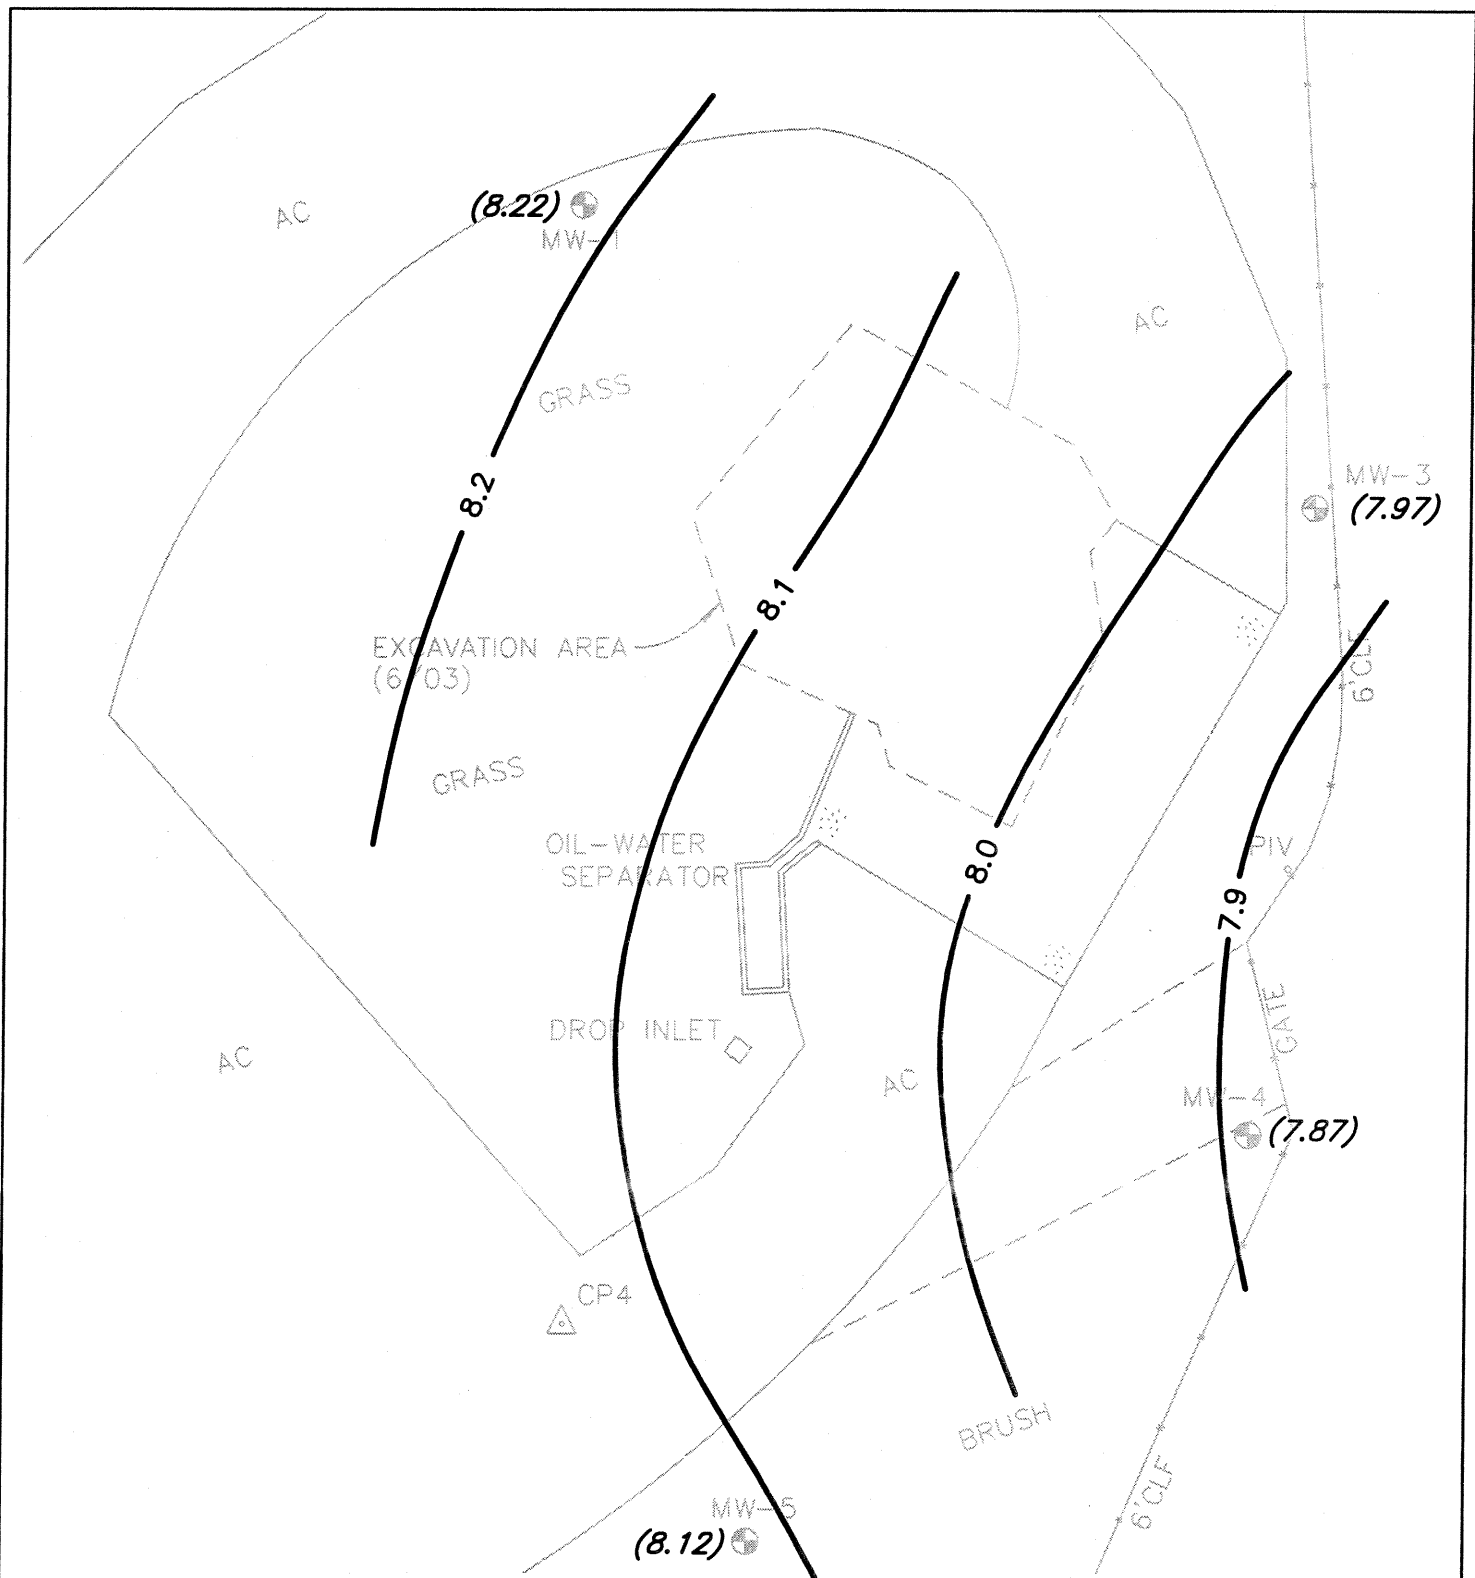 AC
(8.22)
MW-1
AC
GRASS
MW-3
(7.97)
8.2
8.1
EXCAVATION AREA
(6/03)
6'CLF
GRASS
OIL-WATER
SEPARATOR
8.0
PIV
7.9
DROP INLET
GATE
AC
AC
MW-4
(7.87)
CP4
BRUSH
6'CLF
MW-5
(8.12)